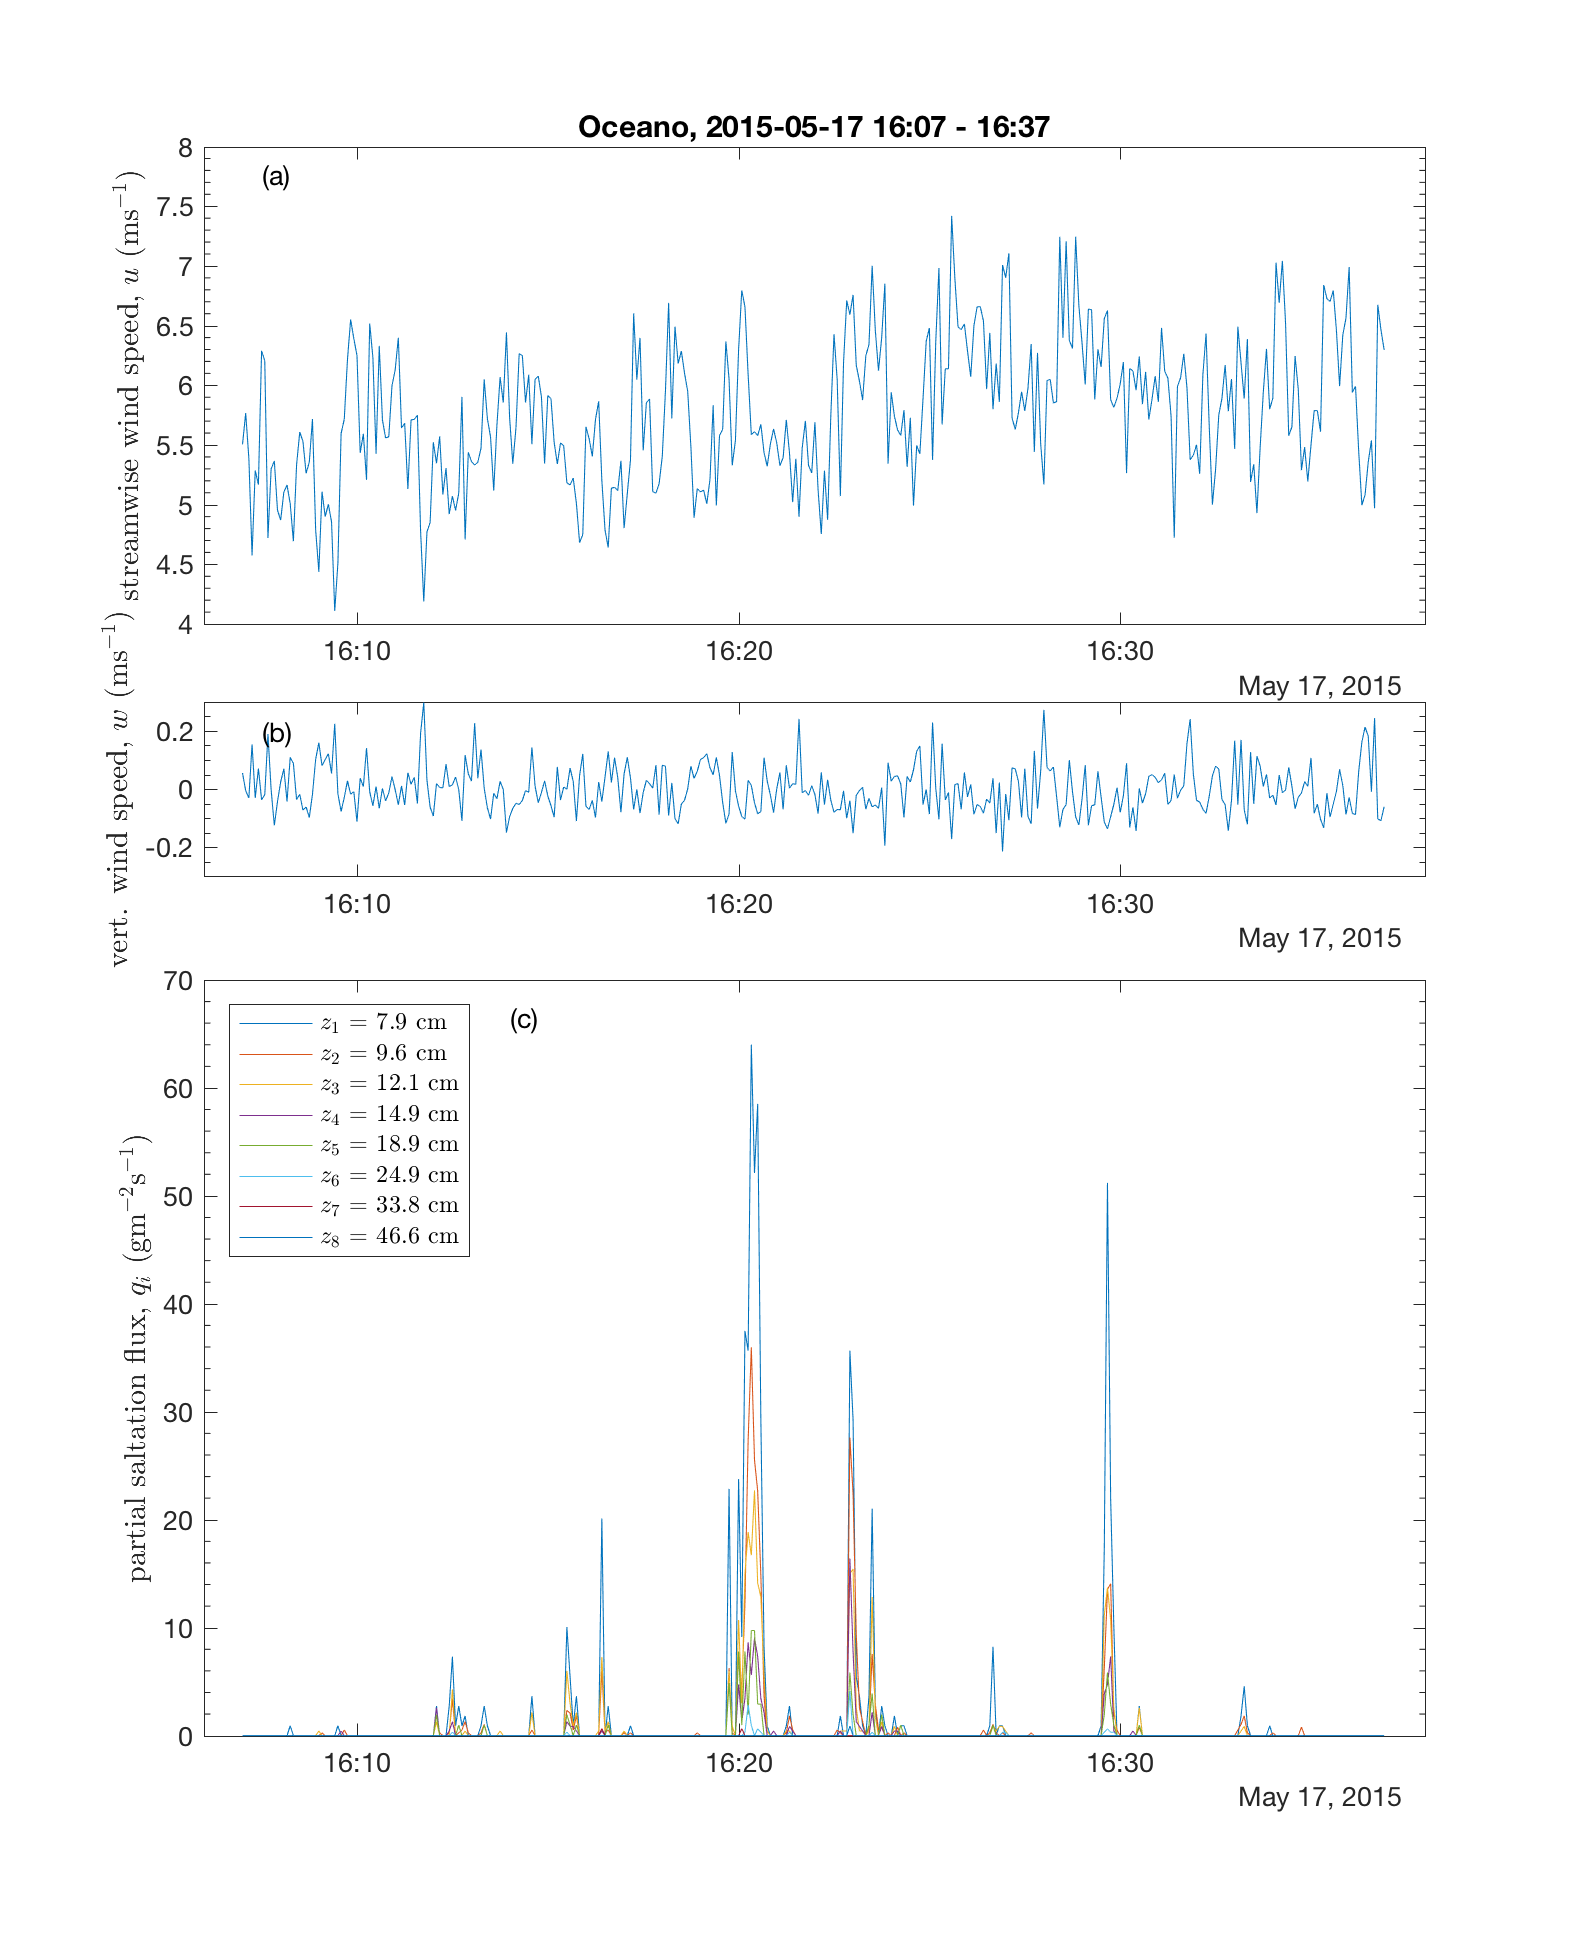 Oceano, 2015-05-17 16:07 - 16:37
(a)
streamwise wind speed, u (ms⁻¹)
8
7.5
7
6.5
6
5.5
5
4.5
4
16:10 16:20 16:30
May 17, 2015
(b)
vert. wind speed, w (ms⁻¹)
0.2
0
-0.2
16:10 16:20 16:30
May 17, 2015
(c)
partial saltation flux, qᵢ (gm⁻²s⁻¹)
70
60
50
40
30
20
10
0
z₁ = 7.9 cm
z₂ = 9.6 cm
z₃ = 12.1 cm
z₄ = 14.9 cm
z₅ = 18.9 cm
z₆ = 24.9 cm
z₇ = 33.8 cm
z₈ = 46.6 cm
16:10 16:20 16:30
May 17, 2015